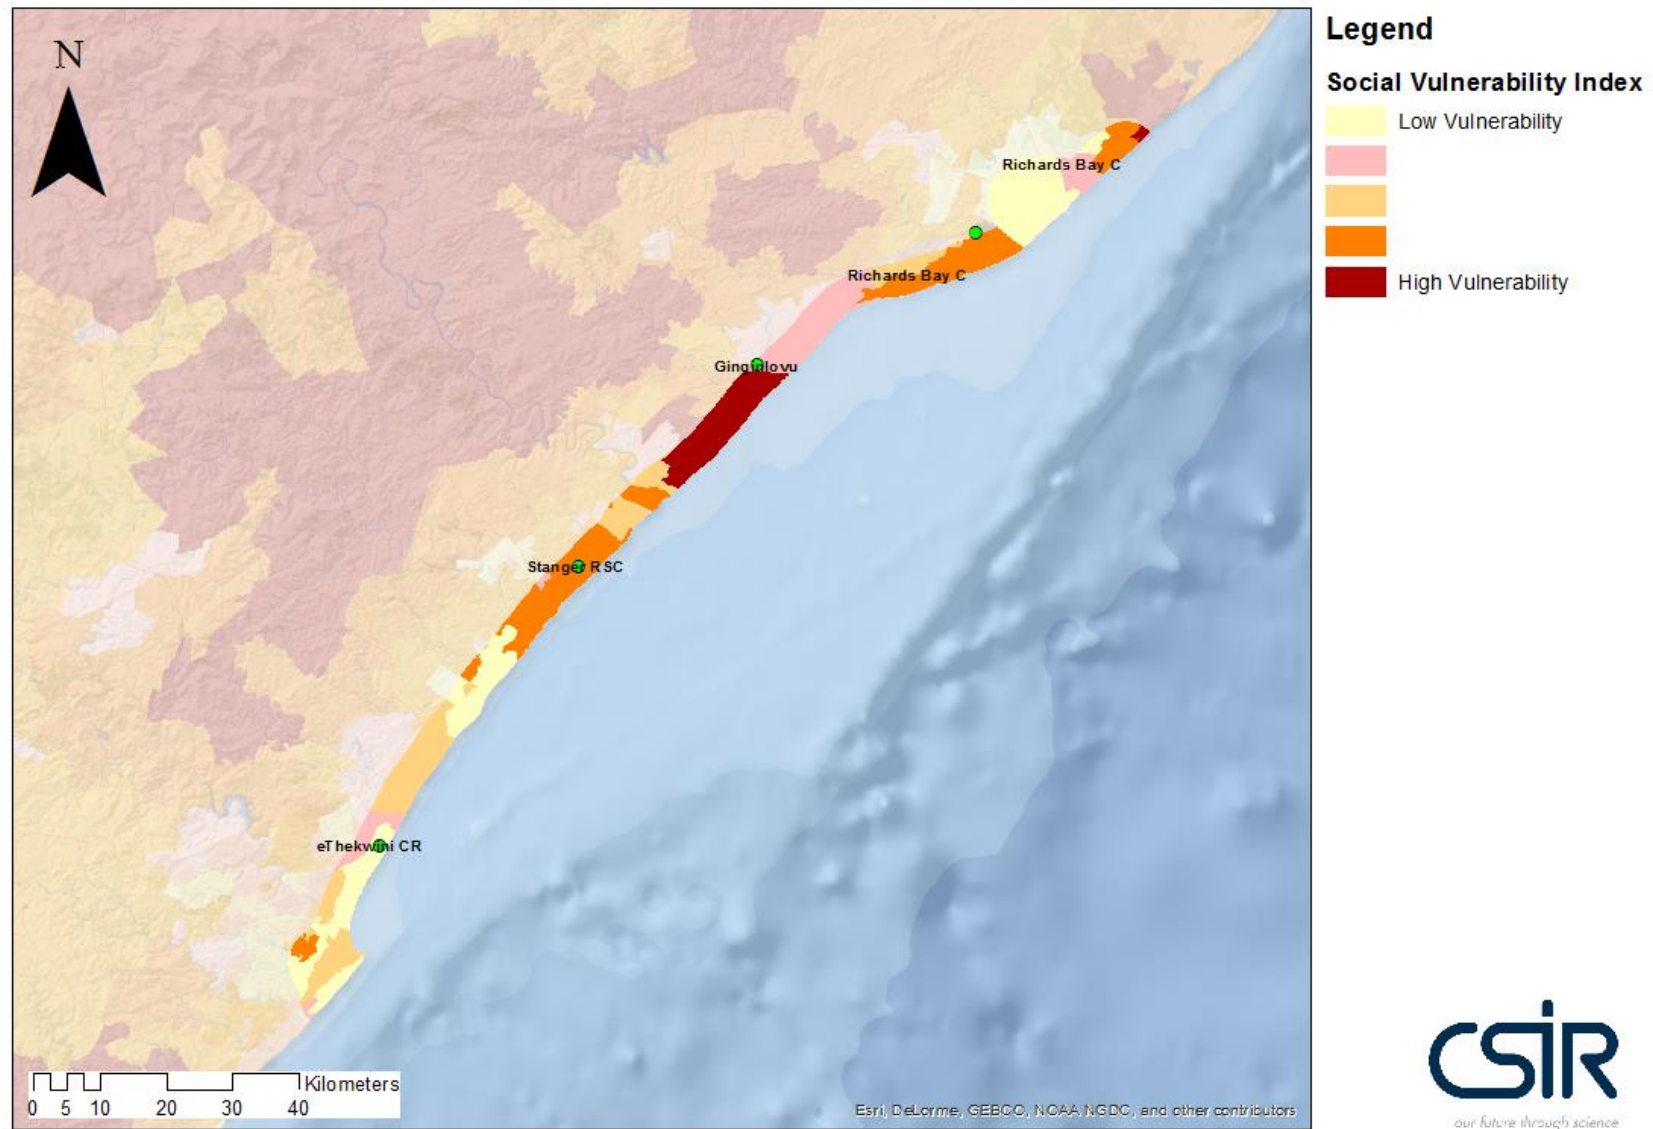 N
Richards Bay C
Richards Bay C
Gingidlovu
Stanger RSC
eThekwini CR
Kilometers
0 5 10 20 30 40
Esri, DeLorme, GEBCO, NOAA NGDC, and other contributors
Legend
Social Vulnerability Index
Low Vulnerability
High Vulnerability
CSIR
our future through science